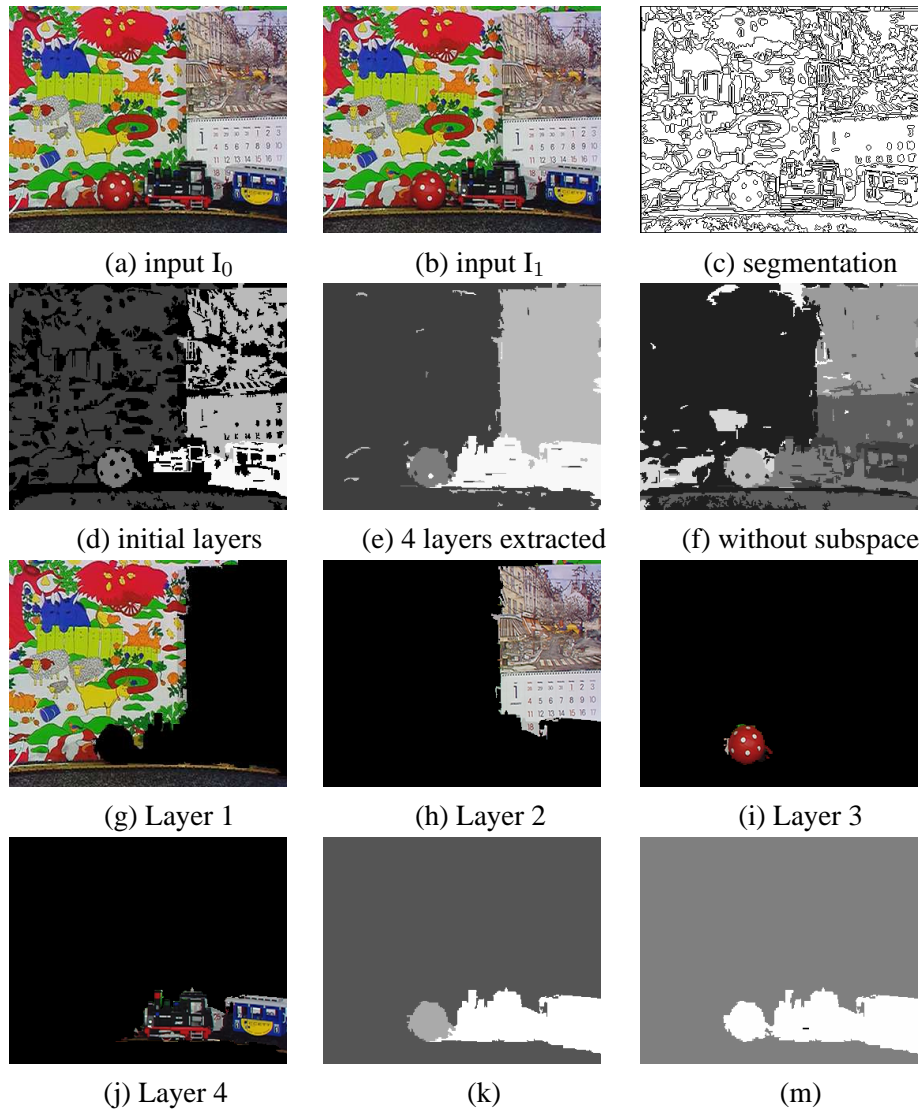 (a) input I₀
(b) input I₁
(c) segmentation
(d) initial layers
(e) 4 layers extracted
(f) without subspace
(g) Layer 1
(h) Layer 2
(i) Layer 3
(j) Layer 4
(k)
(m)